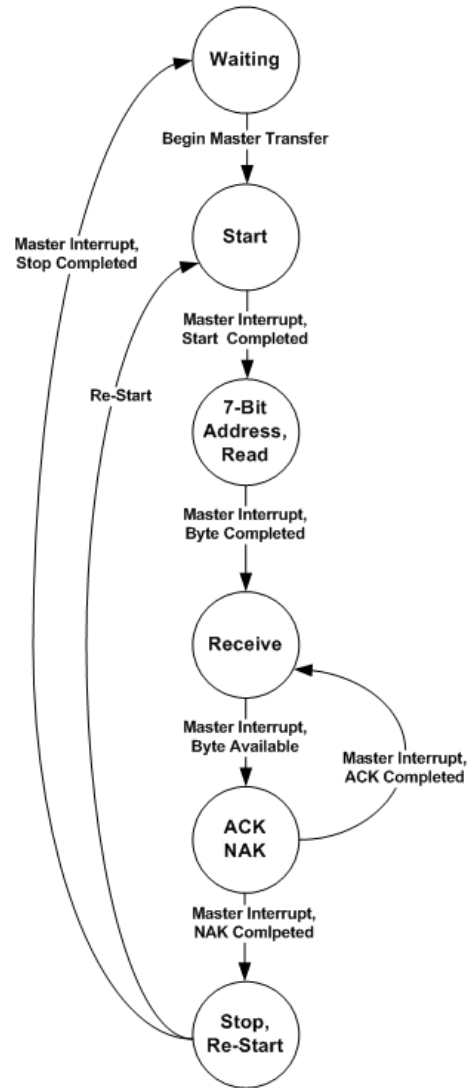 Waiting
Begin Master Transfer
Start
Master Interrupt,
Stop Completed
Master Interrupt,
Start Completed
Re-Start
7-Bit
Address,
Read
Master Interrupt,
Byte Completed
Receive
Master Interrupt,
Byte Available
Master Interrupt,
ACK Completed
ACK
NAK
Master Interrupt,
NAK Comlpeted
Stop,
Re-Start